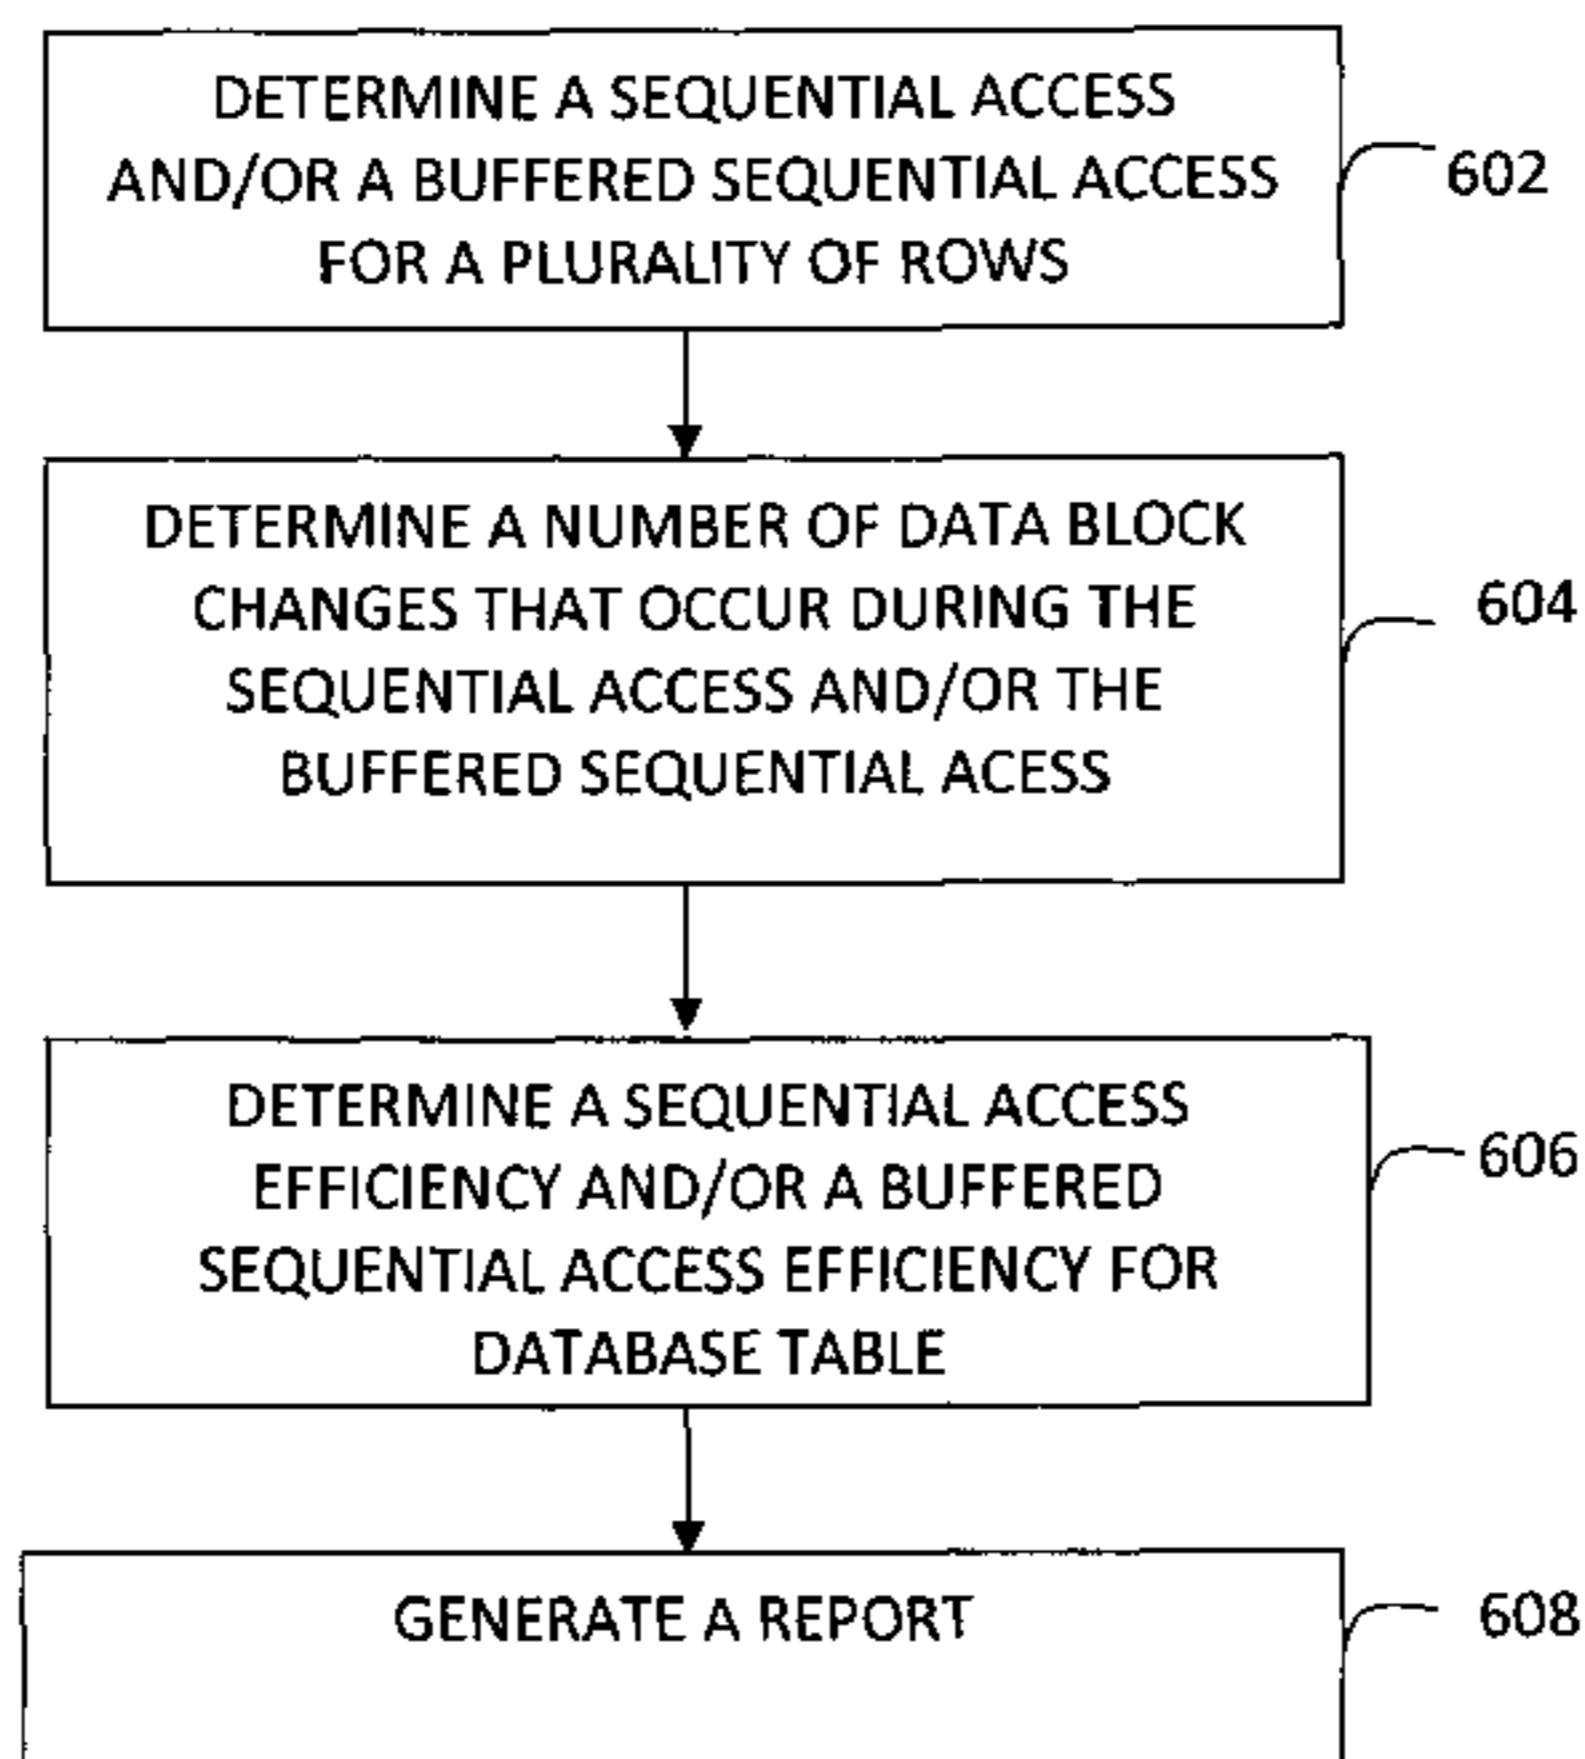 DETERMINE A SEQUENTIAL ACCESS
AND/OR A BUFFERED SEQUENTIAL ACCESS
FOR A PLURALITY OF ROWS
602
DETERMINE A NUMBER OF DATA BLOCK
CHANGES THAT OCCUR DURING THE
SEQUENTIAL ACCESS AND/OR THE
BUFFERED SEQUENTIAL ACESS
604
DETERMINE A SEQUENTIAL ACCESS
EFFICIENCY AND/OR A BUFFERED
SEQUENTIAL ACCESS EFFICIENCY FOR
DATABASE TABLE
606
GENERATE A REPORT
608